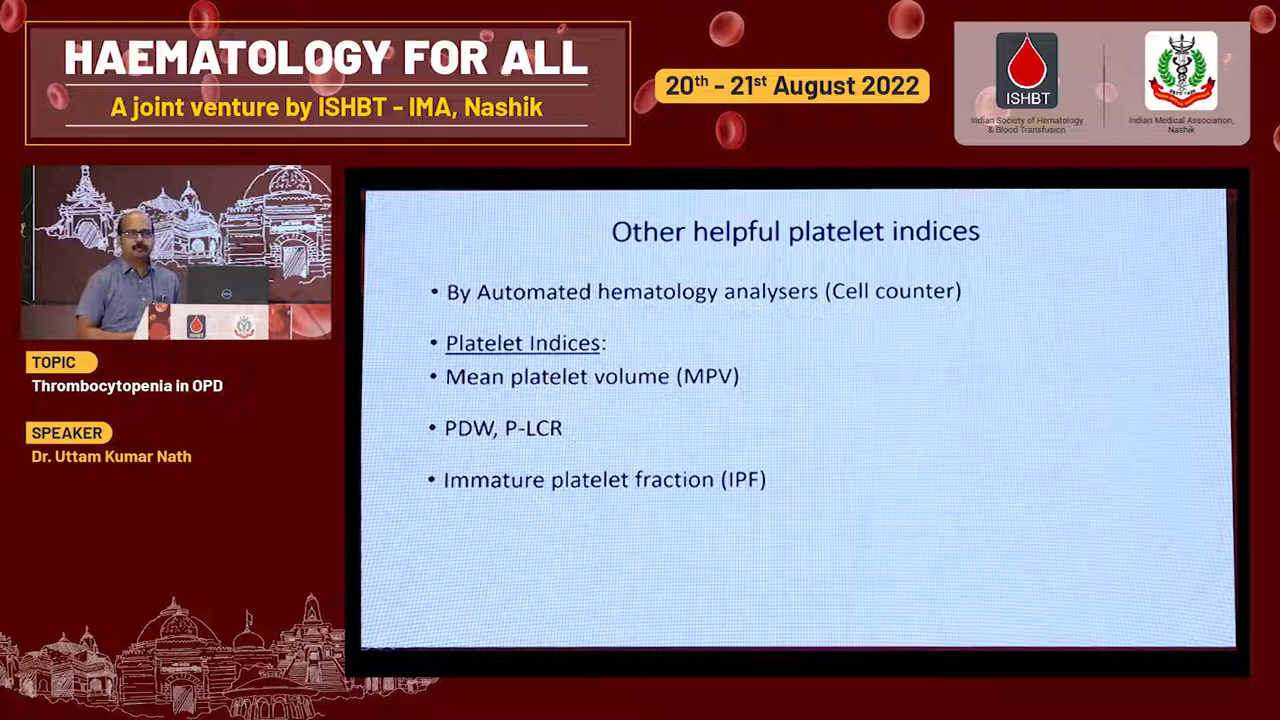 HAEMATOLOGY FOR ALL
A joint venture by ISHBT - IMA, Nashik
20th - 21st August 2022
ISHBT
Indian Society of Hematology
& Blood Transfusion
Indian Medical Association,
Nashik
TOPIC
Thrombocytopenia in OPD
SPEAKER
Dr. Uttam Kumar Nath
Other helpful platelet indices
• By Automated hematology analysers (Cell counter)
• Platelet Indices:
• Mean platelet volume (MPV)
• PDW, P-LCR
• Immature platelet fraction (IPF)
ISHBT
DELL